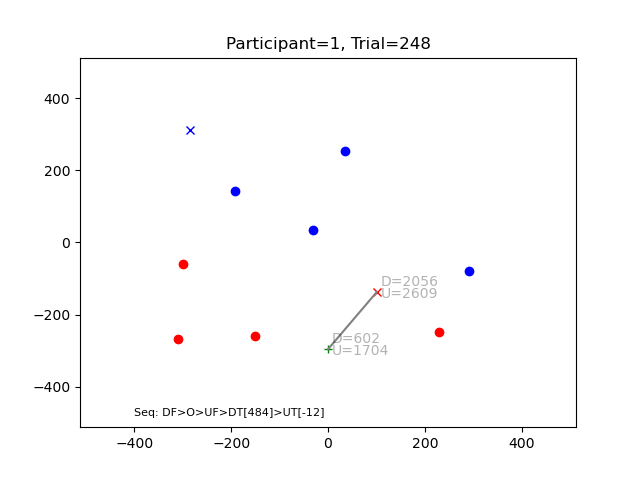 Participant=1, Trial=248
400
200
0
−200
−400
D=2056
U=2609
D=602
U=1704
Seq: DF>O>UF>DT[484]>UT[-12]
−400
−200
0
200
400